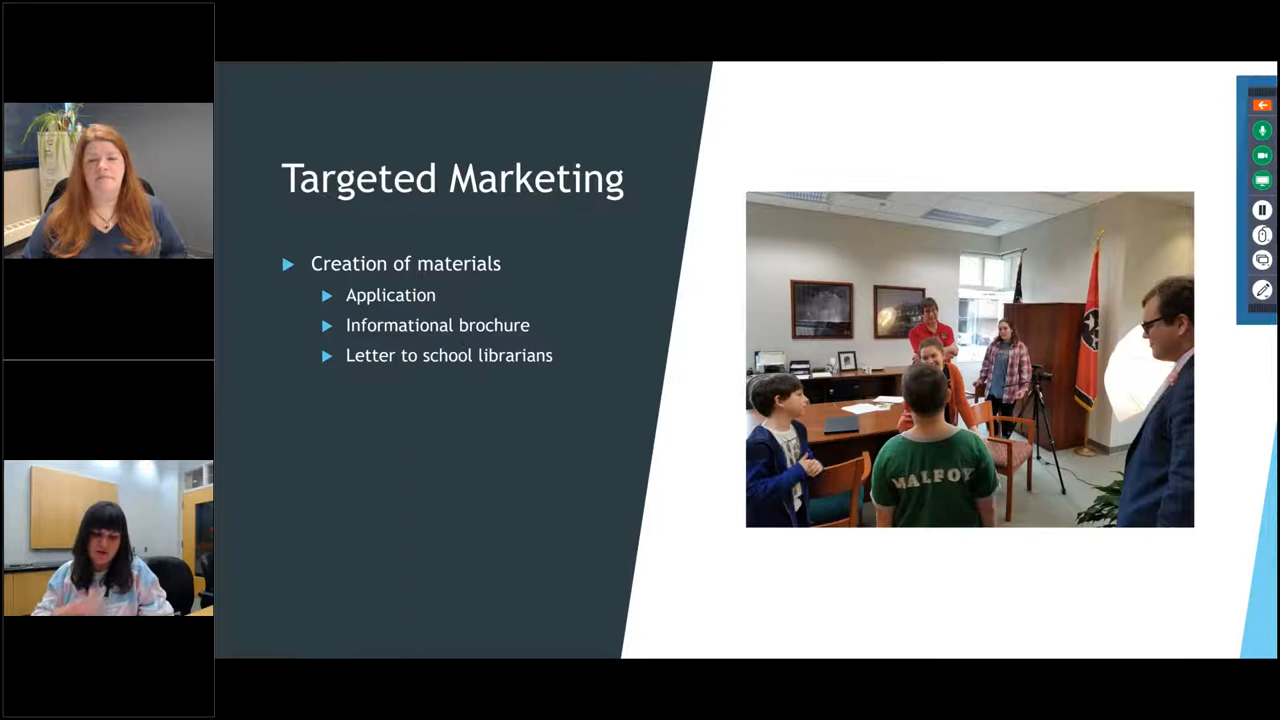 Targeted Marketing
Creation of materials
Application
Informational brochure
Letter to school librarians
MALFOY